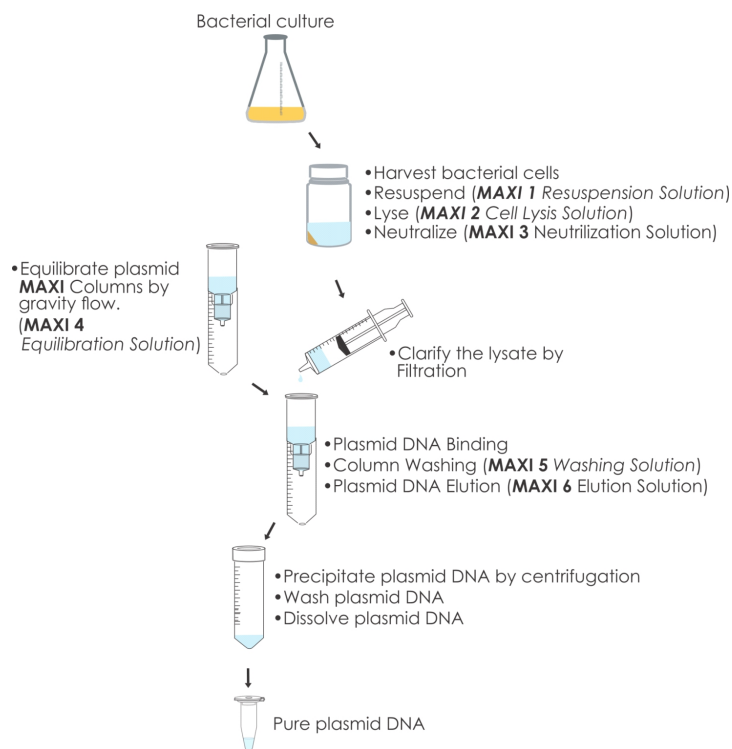 Bacterial culture
•Harvest bacterial cells
•Resuspend (MAXI 1 Resuspension Solution)
•Lyse (MAXI 2 Cell Lysis Solution)
•Neutralize (MAXI 3 Neutrilization Solution)
•Equilibrate plasmid
MAXI Columns by
gravity flow.
(MAXI 4
Equilibration Solution)
•Clarify the lysate by
Filtration
•Plasmid DNA Binding
•Column Washing (MAXI 5 Washing Solution)
•Plasmid DNA Elution (MAXI 6 Elution Solution)
•Precipitate plasmid DNA by centrifugation
•Wash plasmid DNA
•Dissolve plasmid DNA
Pure plasmid DNA